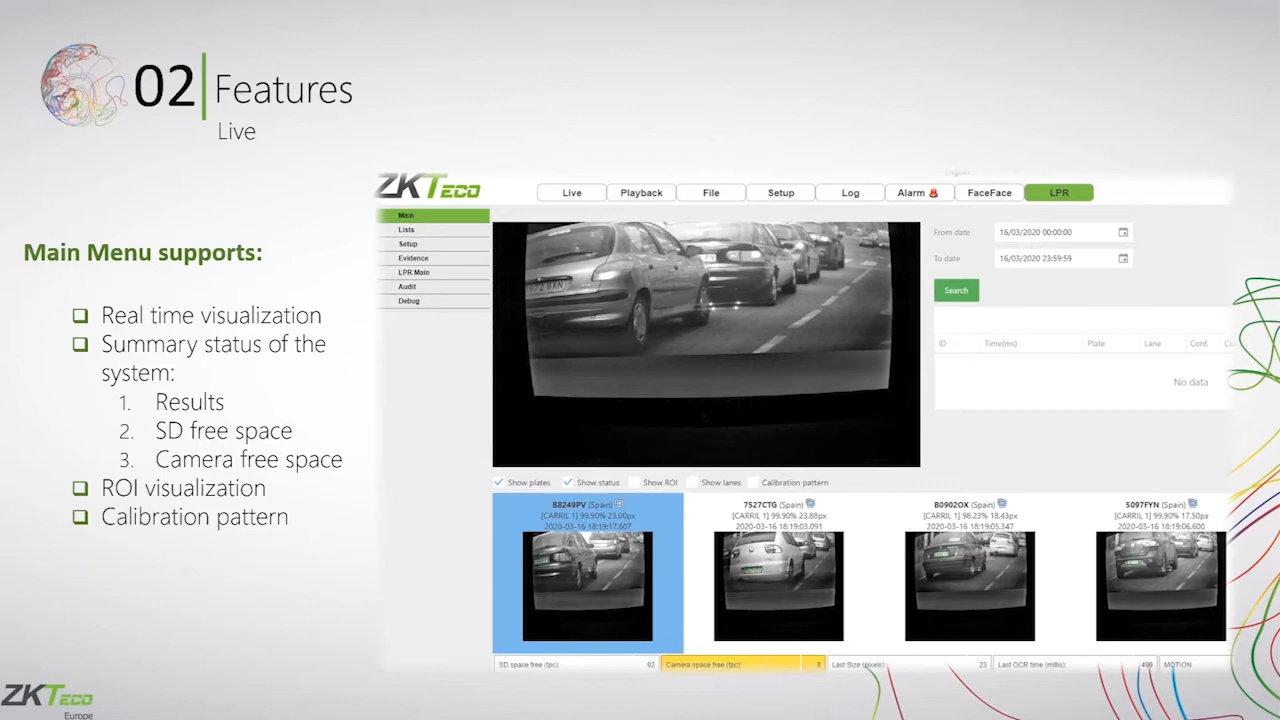 02
Features
Live
ZKTECO
Live
Playback
File
Setup
Log
Alarm
FaceFace
LPR
Main
Lists
Setup
Evidence
LPR Main
Audit
Debug
From date
16/03/2020 00:00:00
To date
16/03/2020 23:59:59
Search
ID
Time(ms)
Plate
Lane
Conf.
No data
Main Menu supports:
Real time visualization
Summary status of the
system:
1. Results
2. SD free space
3. Camera free space
ROI visualization
Calibration pattern
Show plates
Show status
Show ROI
Show lanes
Calibration pattern
B8249PV (Spain)
[CARRIL 1] 99.90% 23.00px
2020-03-16 18:19:17.607
7527CTG (Spain)
[CARRIL 1] 99.90% 23.88px
2020-03-16 18:19:03.091
B0902OX (Spain)
[CARRIL 1] 98.23% 18.43px
2020-03-16 18:19:05.347
5097FYN (Spain)
[CARRIL 1] 99.90% 17.50px
2020-03-16 18:19:06.600
SD space free (tpc): 92
Camera space free (tpc) 8
Last Size (pixels): 23
Last OCR time (millis): 499
MOTION
ZKTECO
Europe